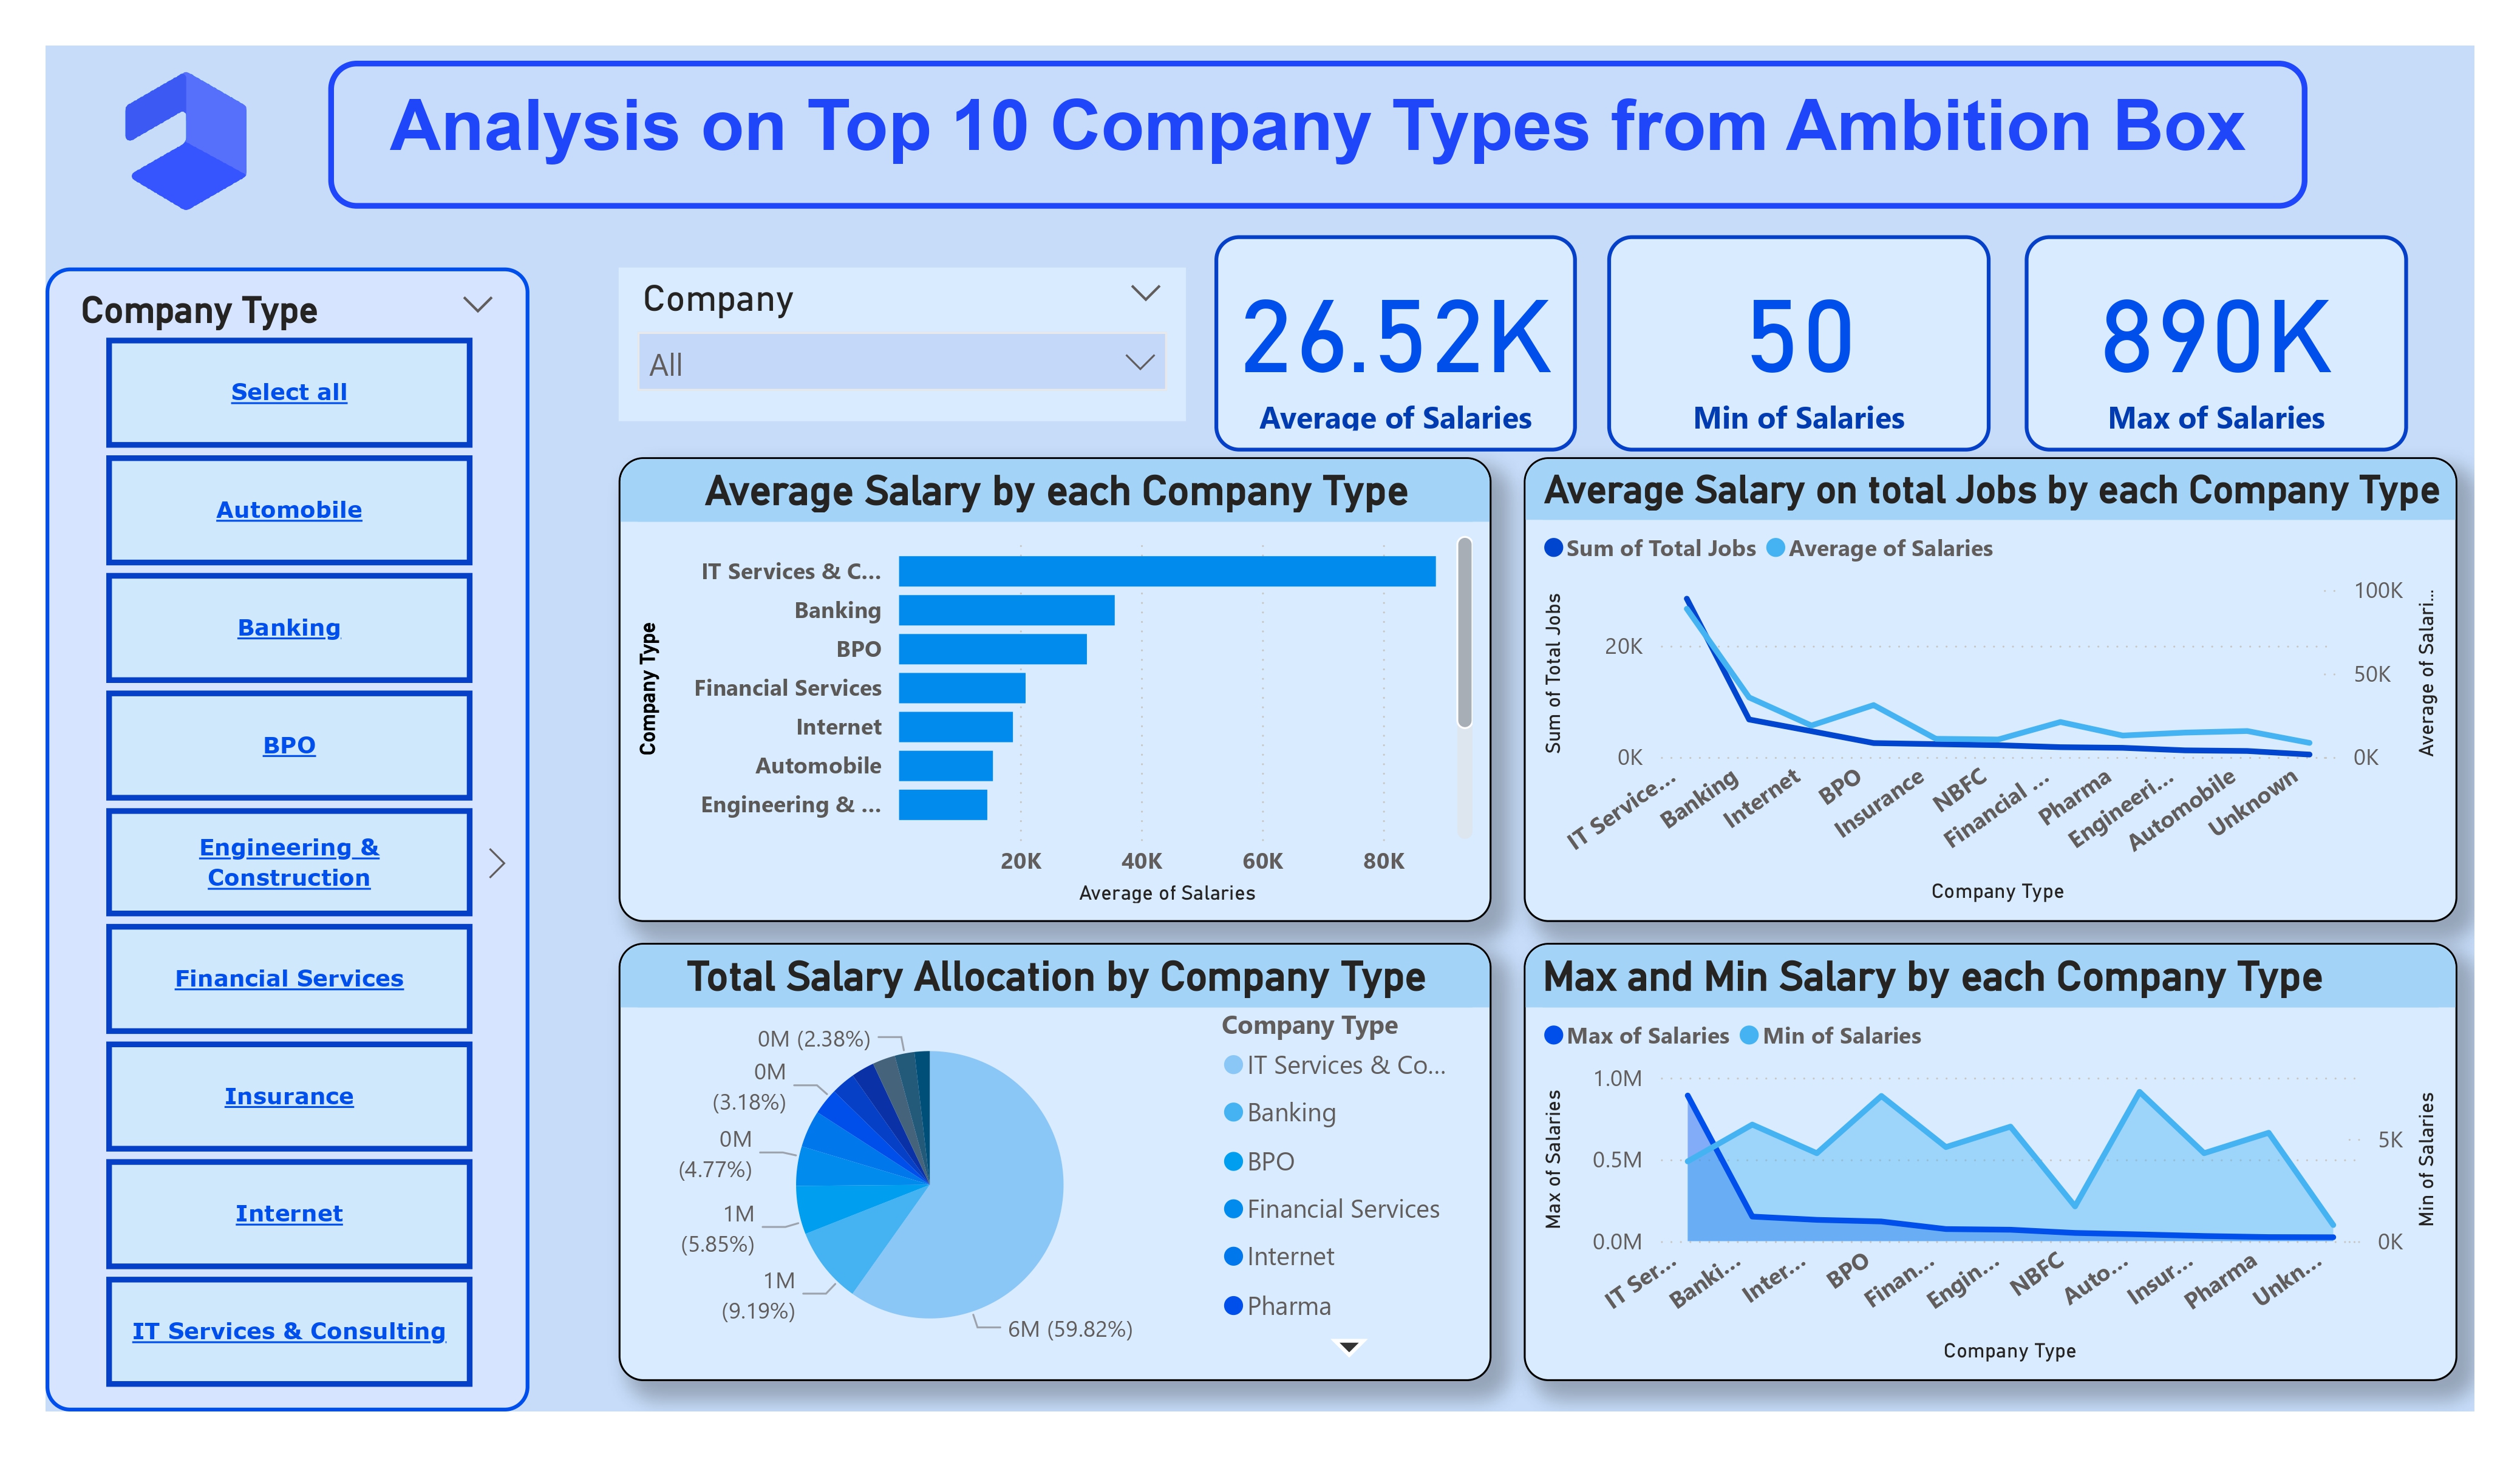 Analysis on Top 10 Company Types from Ambition Box
Company Type
Select all
Automobile
Banking
BPO
Engineering &
Construction
Financial Services
Insurance
Internet
IT Services & Consulting
Company
All
26.52K
Average of Salaries
50
Min of Salaries
890K
Max of Salaries
Average Salary by each Company Type
Company Type
IT Services & C...
Banking
BPO
Financial Services
Internet
Automobile
Engineering & ...
20K 40K 60K 80K
Average of Salaries
Average Salary on total Jobs by each Company Type
Sum of Total Jobs Average of Salaries
Sum of Total Jobs
20K
0K
100K
50K
0K
Average of Salari...
IT Service...
Banking
Internet
BPO
Insurance
NBFC
Financial ...
Pharma
Engineeri...
Automobile
Unknown
Company Type
Total Salary Allocation by Company Type
0M (2.38%)
0M
(3.18%)
0M
(4.77%)
1M
(5.85%)
1M
(9.19%)
6M (59.82%)
Company Type
IT Services & Co...
Banking
BPO
Financial Services
Internet
Pharma
Max and Min Salary by each Company Type
Max of Salaries Min of Salaries
Max of Salaries
1.0M
0.5M
0.0M
5K
0K
Min of Salaries
IT Ser...
Banki...
Inter...
BPO
Finan...
Engin...
NBFC
Auto...
Insur...
Pharma
Unkn...
Company Type